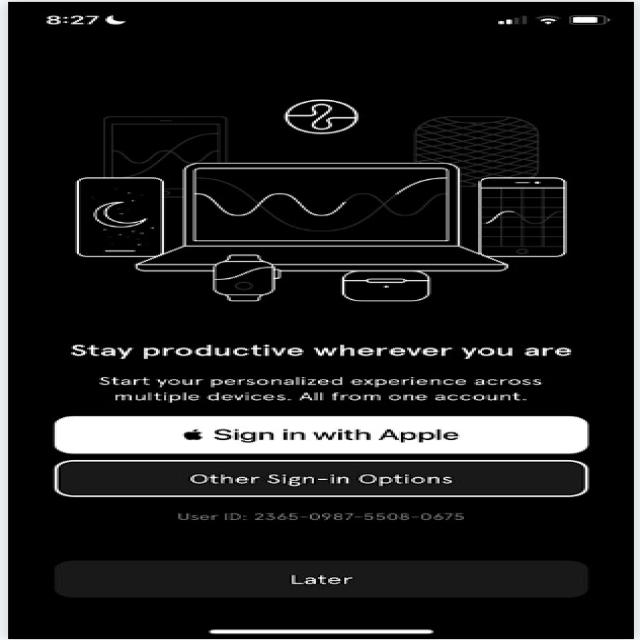 8:27
Stay productive wherever you are
Start your personalized experience across
multiple devices. All from one account.
Sign in with Apple
Other Sign-in Options
User ID: 2365-0987-5508-0675
Later